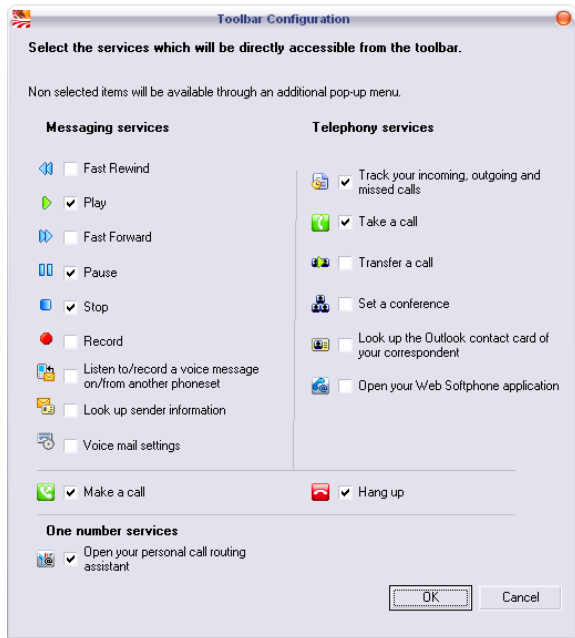 Toolbar Configuration
Select the services which will be directly accessible from the toolbar.
Non selected items will be available through an additional pop-up menu.
Messaging services
Fast Rewind
Play
Fast Forward
Pause
Stop
Record
Listen to/record a voice message
on/from another phoneset
Look up sender information
Voice mail settings
Telephony services
Track your incoming, outgoing and
missed calls
Take a call
Transfer a call
Set a conference
Look up the Outlook contact card of
your correspondent
Open your Web Softphone application
Make a call
Hang up
One number services
Open your personal call routing
assistant
OK
Cancel